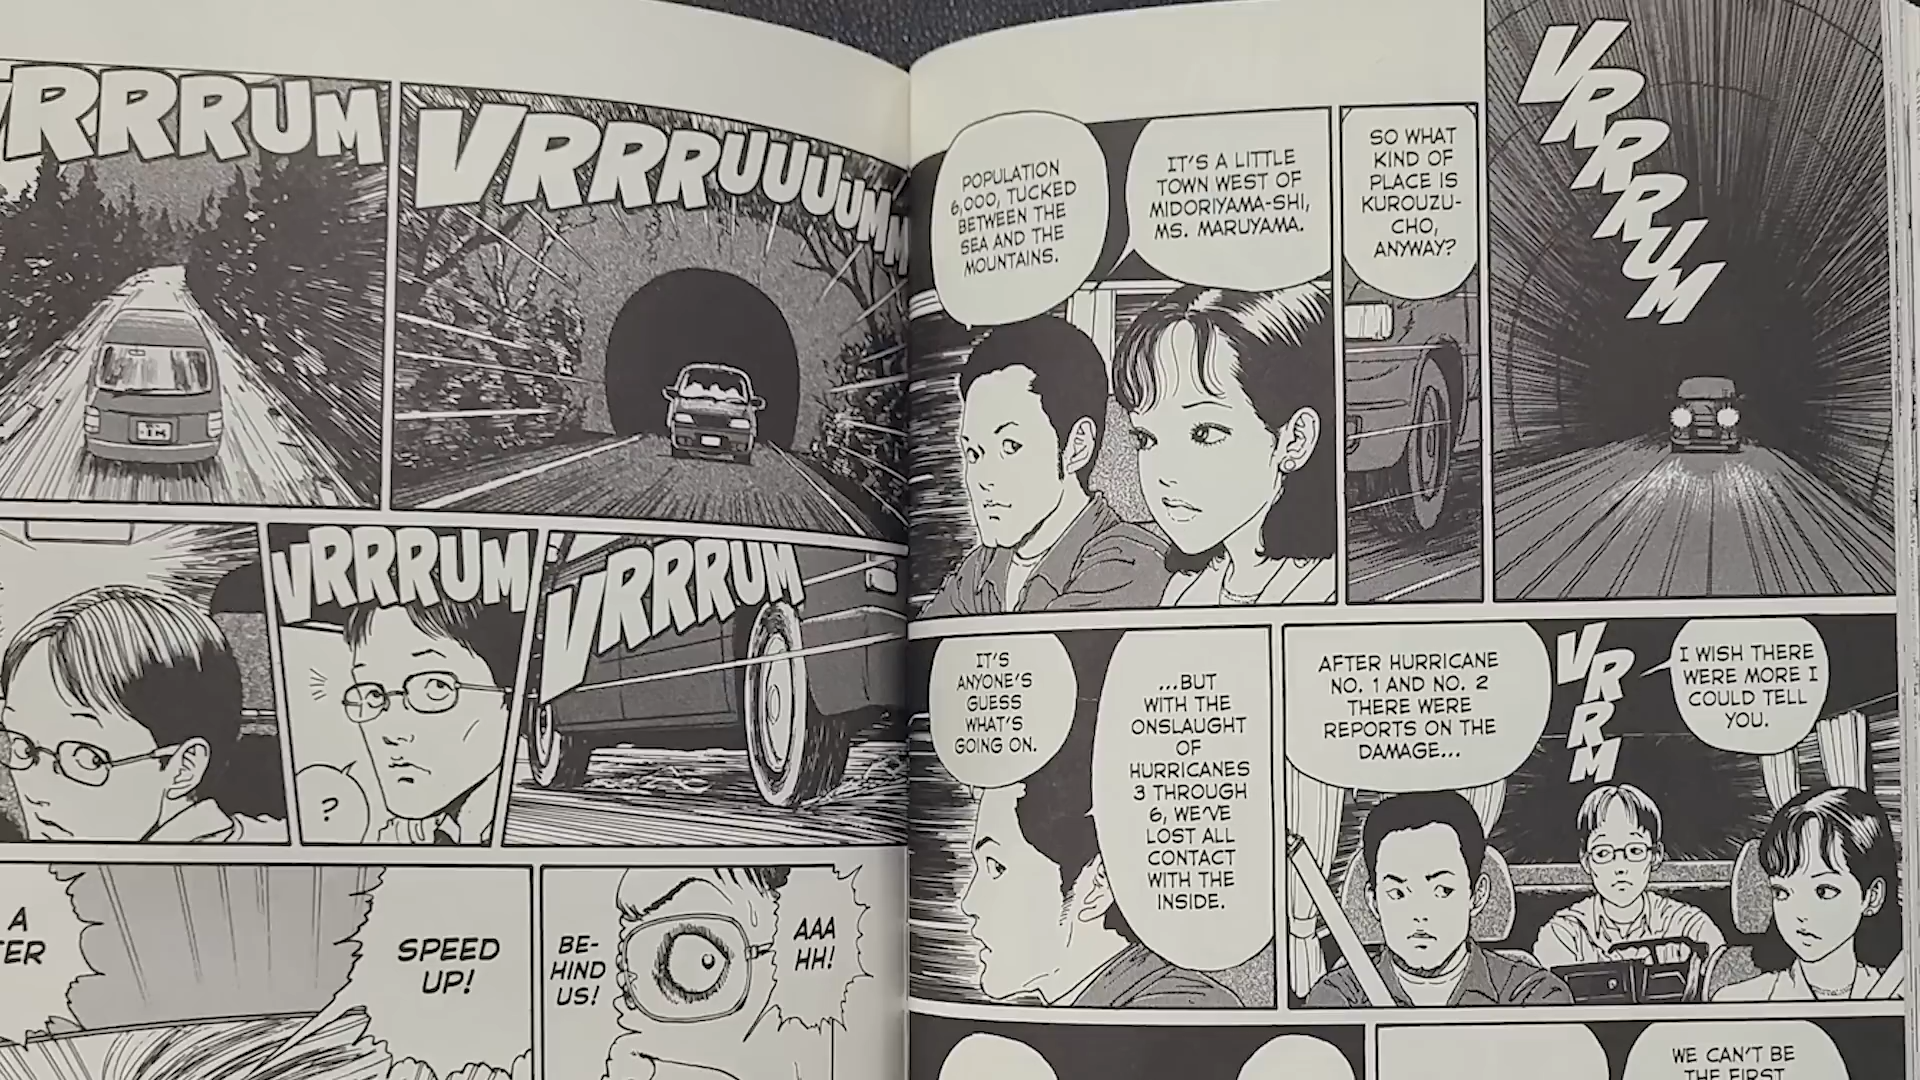 VRRRUM
SO WHAT
KIND OF
PLACE IS
KUROUZU-
CHO,
ANYWAY?
IT'S A LITTLE
TOWN WEST OF
MIDORIYAMA-SHI,
MS. MARUYAMA.
POPULATION
6,000, TUCKED
BETWEEN THE
SEA AND THE
MOUNTAINS.
I WISH THERE
WERE MORE I
COULD TELL
YOU.
VRRM
AFTER HURRICANE
NO. 1 AND NO. 2
THERE WERE
REPORTS ON THE
DAMAGE...
...BUT
WITH THE
ONSLAUGHT
OF
HURRICANES
3 THROUGH
6, WE'VE
LOST ALL
CONTACT
WITH THE
INSIDE.
IT'S
ANYONE'S
GUESS
WHAT'S
GOING ON.
WE CAN'T BE
THE FIRST
VRRRUUUUMM
VRRRUM
VRRRUM
VRRRUM
?
AAA
HH!
BE-
HIND
US!
SPEED
UP!
A